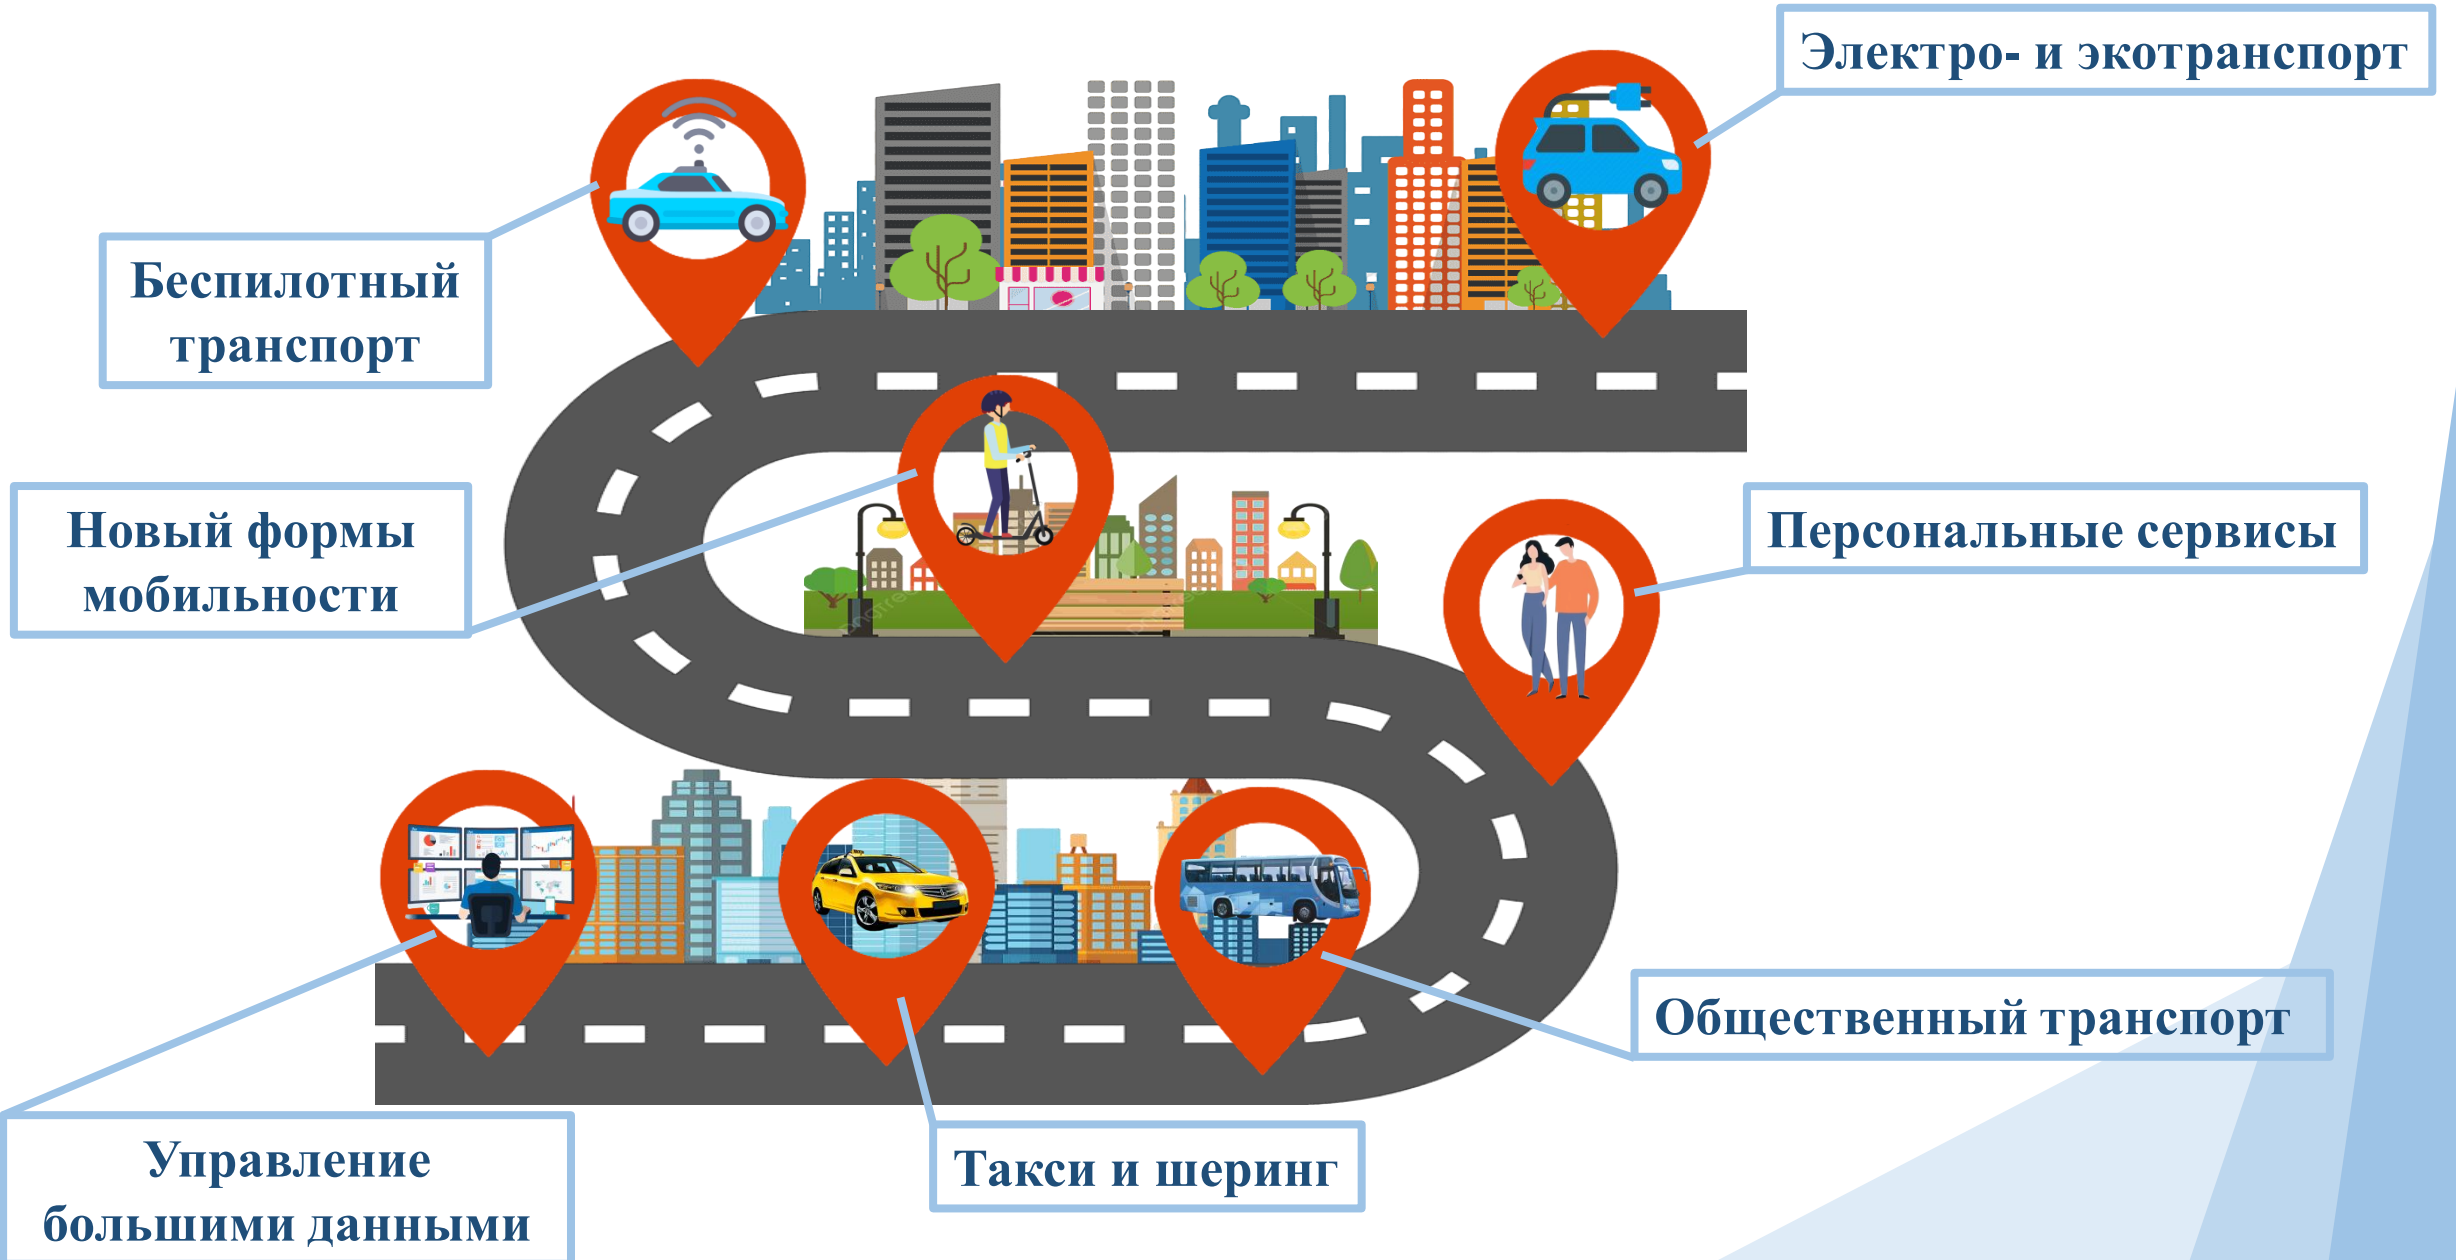 Электро- и экотранспорт
Беспилотный
транспорт
Новый формы
мобильности
Персональные сервисы
Общественный транспорт
Такси и шеринг
Управление
большими данными